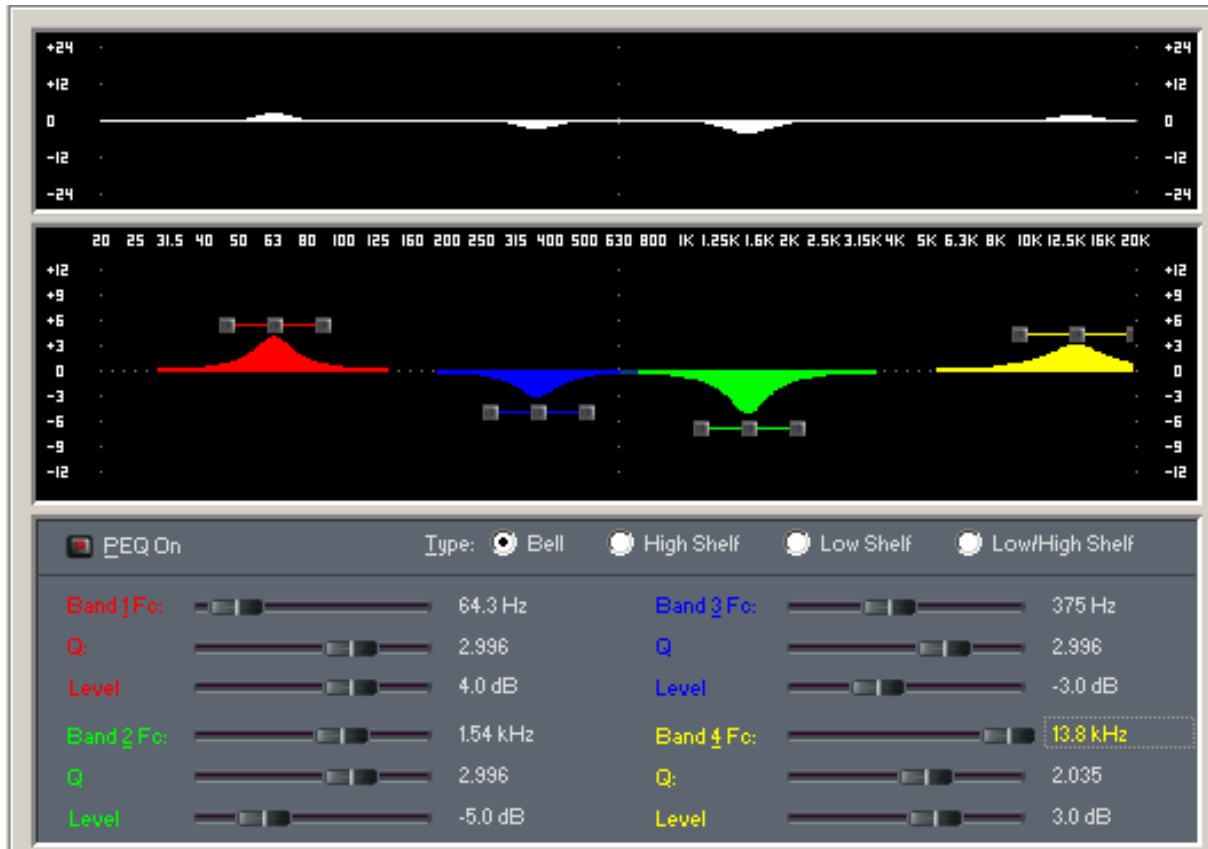 +24 +24
+12 +12
0 0
-12 -12
-24 -24
20 25 31.5 40 50 63 80 100 125 160 200 250 315 400 500 630 800 1K 1.25K 1.6K 2K 2.5K 3.15K 4K 5K 6.3K 8K 10K 12.5K 16K 20K
+12 +12
+9 +9
+6 +6
+3 +3
0 0
-3 -3
-6 -6
-9 -9
-12 -12
PEQ On Type: Bell High Shelf Low Shelf Low/High Shelf
Band 1 Fc: 64.3 Hz Band 3 Fc: 375 Hz
Q: 2.996 Q 2.996
Level 4.0 dB Level -3.0 dB
Band 2 Fc: 1.54 kHz Band 4 Fc: 13.8 kHz
Q 2.996 Q: 2.035
Level -5.0 dB Level 3.0 dB